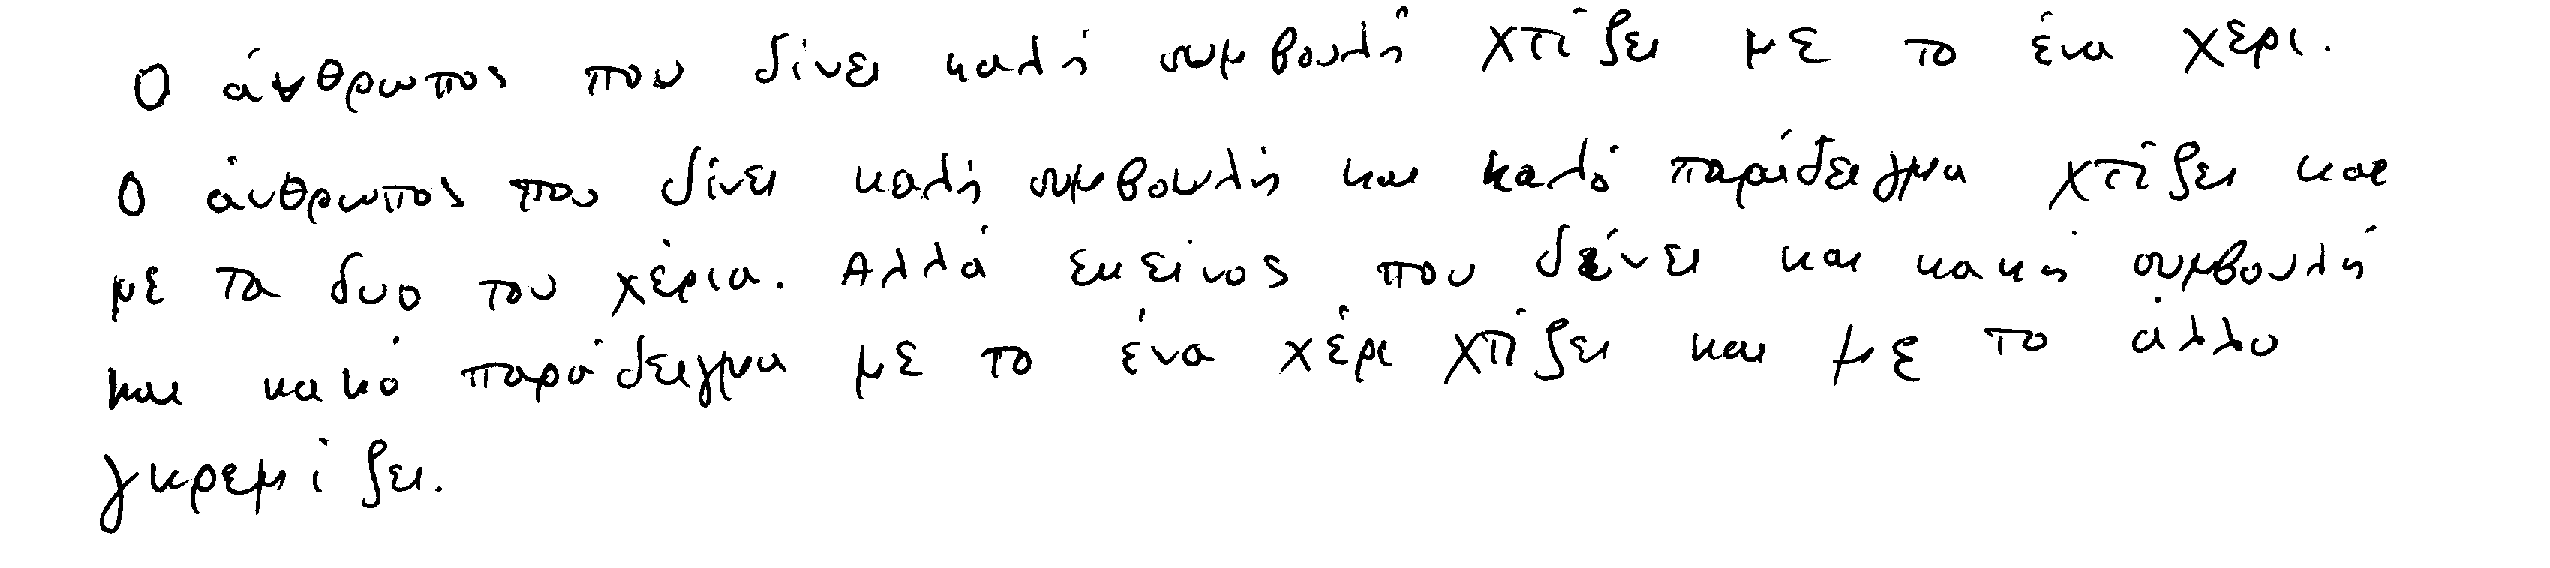 Ο άνθρωπος που δίνει καλή συμβουλή χτίζει με το ένα χέρι.
Ο άνθρωπος που δίνει καλή συμβουλή και καλό παράδειγμα χτίζει και
με τα δυο του χέρια. Αλλά εκείνος που δίνει και κακή συμβουλή
και κακό παράδειγμα με το ένα χέρι χτίζει και με το άλλο
γκρεμίζει.